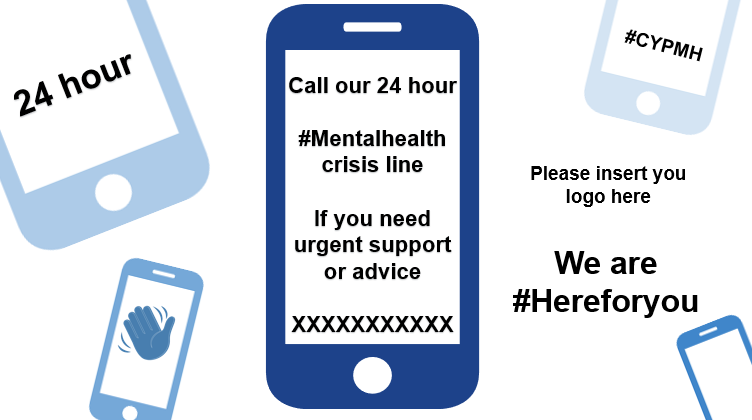 24 hour
Call our 24 hour
#Mentalhealth
crisis line
If you need
urgent support
or advice
XXXXXXXXXXX
#CYPMH
Please insert you
logo here
We are
#Hereforyou